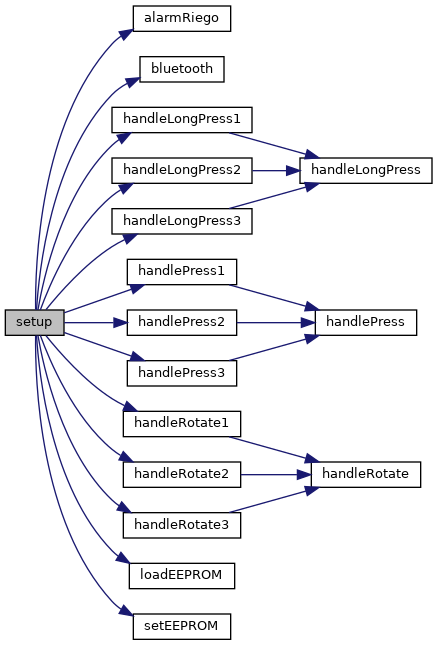 alarmRiego
bluetooth
handleLongPress1
handleLongPress2
handleLongPress
handleLongPress3
handlePress1
setup
handlePress2
handlePress
handlePress3
handleRotate1
handleRotate2
handleRotate
handleRotate3
loadEEPROM
setEEPROM